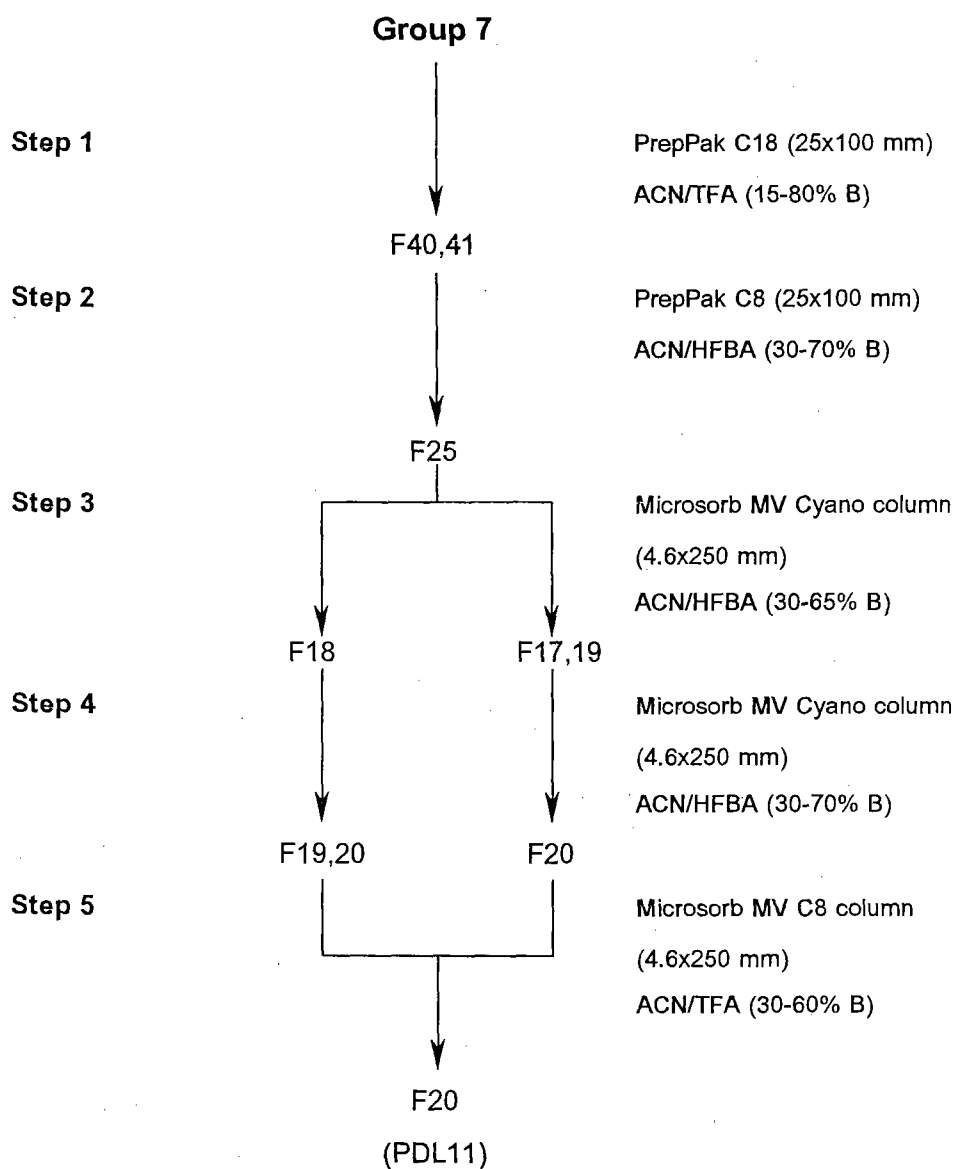 Group 7
Step 1
PrepPak C18 (25x100 mm)
ACN/TFA (15-80% B)
F40,41
Step 2
PrepPak C8 (25x100 mm)
ACN/HFBA (30-70% B)
F25
Step 3
Microsorb MV Cyano column
(4.6x250 mm)
ACN/HFBA (30-65% B)
F18
F17,19
Step 4
Microsorb MV Cyano column
(4.6x250 mm)
ACN/HFBA (30-70% B)
F19,20
F20
Step 5
Microsorb MV C8 column
(4.6x250 mm)
ACN/TFA (30-60% B)
F20
(PDL11)